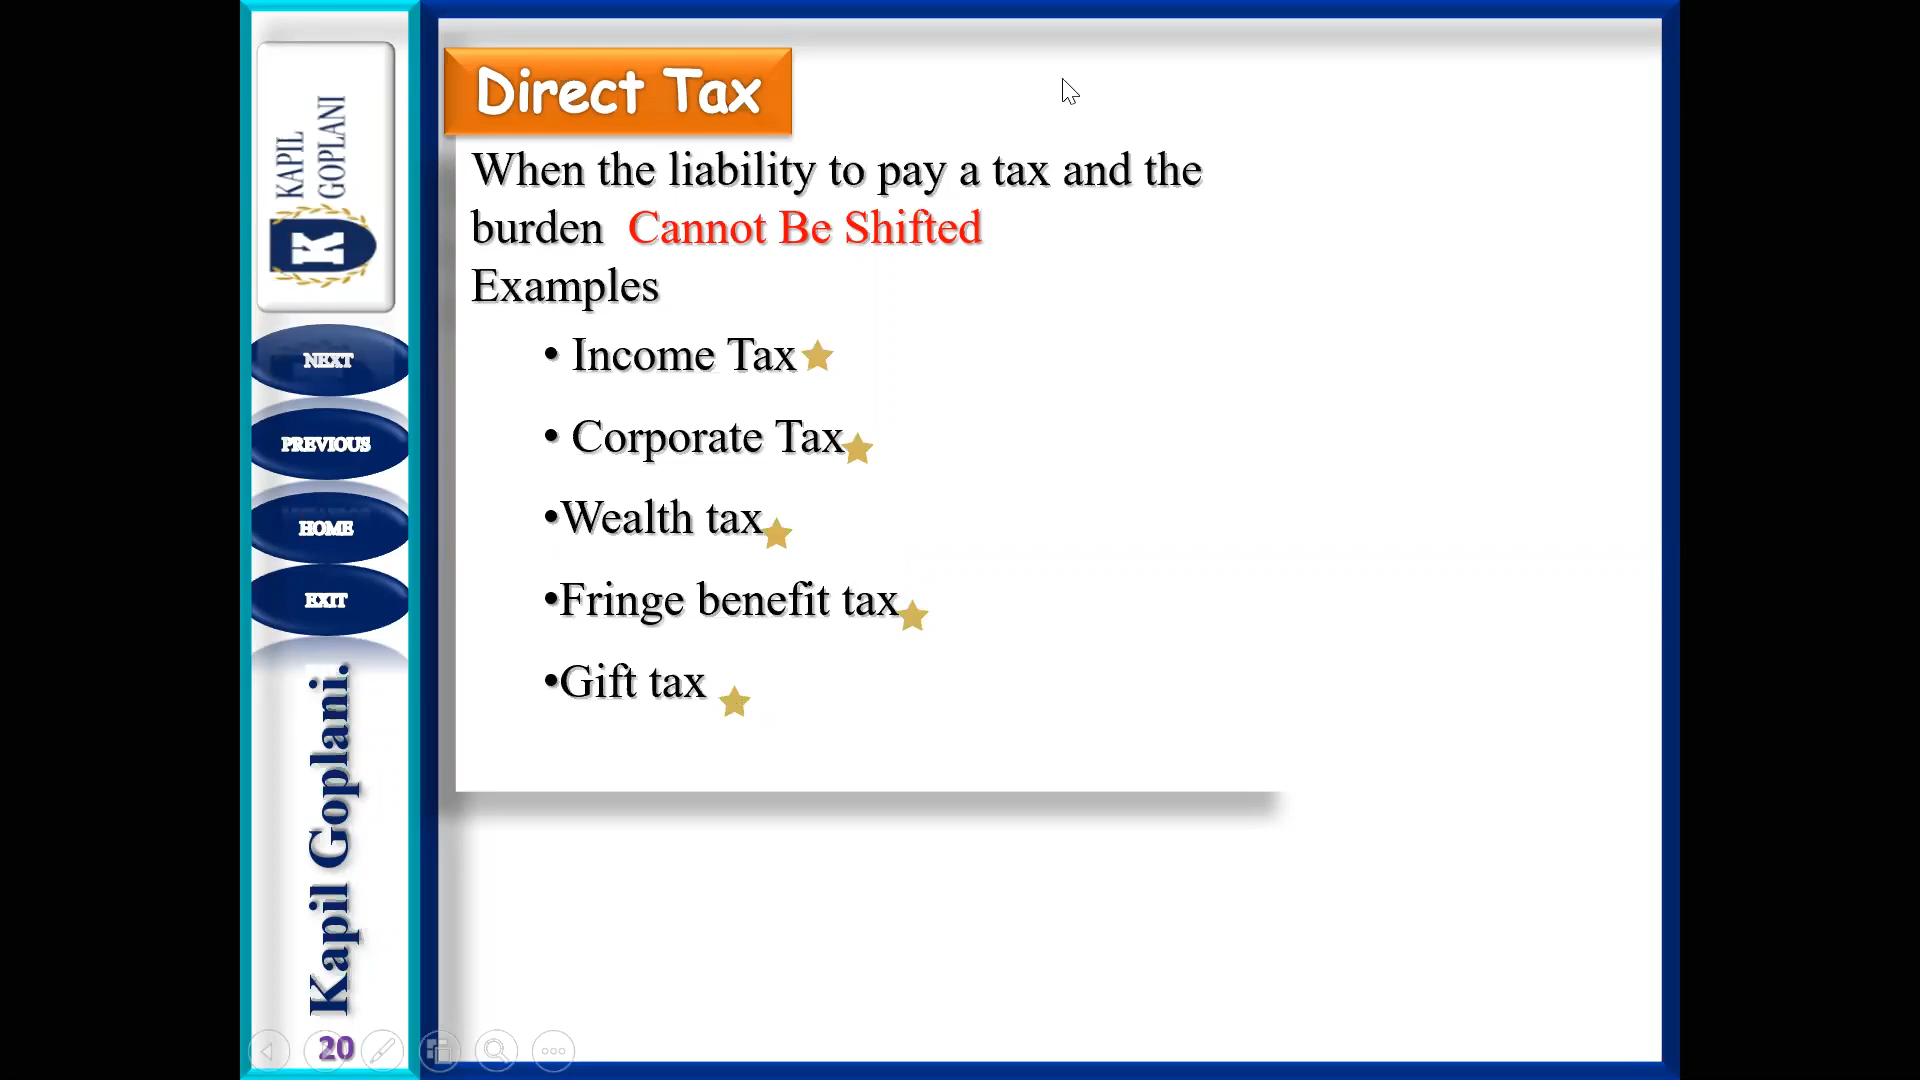 KAPIL
GOPLANI
K
NEXT
PREVIOUS
HOME
EXIT
Kapil Goplani.
20
Direct Tax
When the liability to pay a tax and the
burden Cannot Be Shifted
Examples
• Income Tax
• Corporate Tax
•Wealth tax
•Fringe benefit tax
•Gift tax